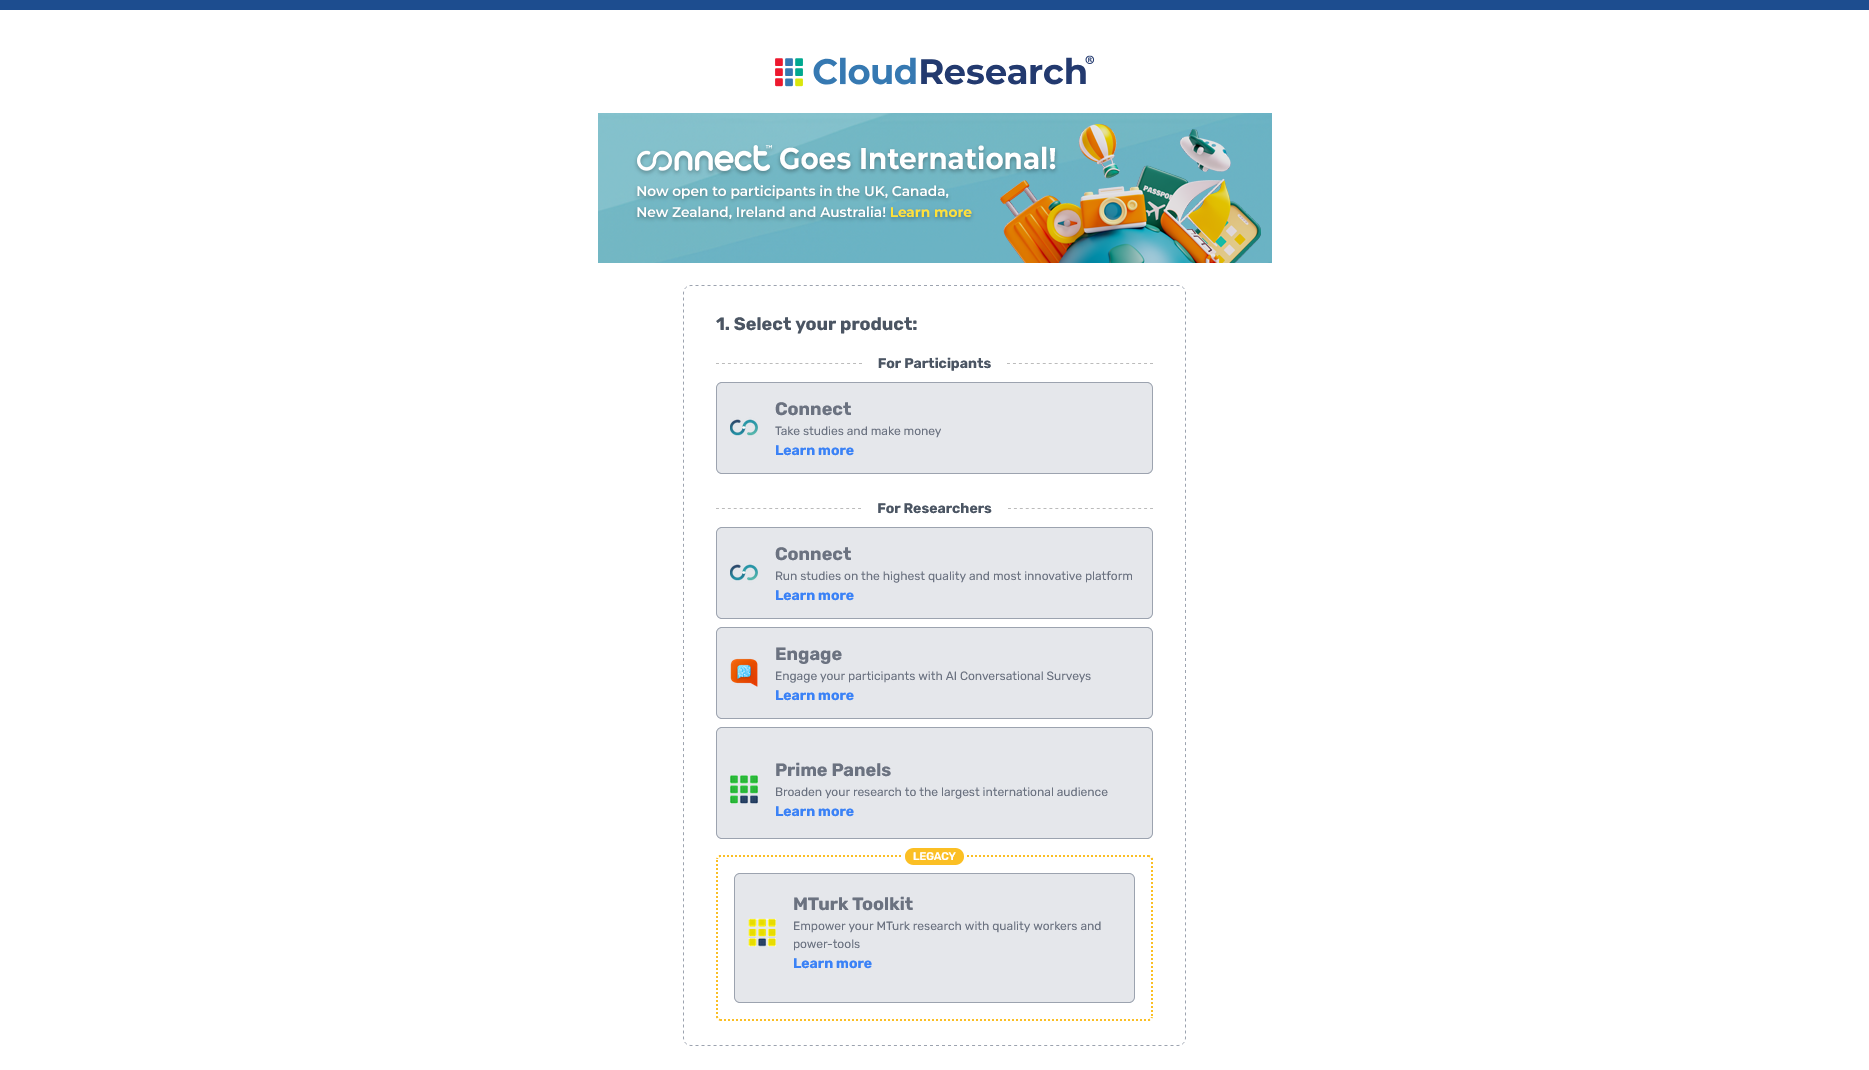 CloudResearch®
connect™ Goes International!
Now open to participants in the UK, Canada,
New Zealand, Ireland and Australia! Learn more
PASSPO
1. Select your product:
For Participants
Connect
Take studies and make money
Learn more
For Researchers
Connect
Run studies on the highest quality and most innovative platform
Learn more
Engage
Engage your participants with AI Conversational Surveys
Learn more
Prime Panels
Broaden your research to the largest international audience
Learn more
LEGACY
MTurk Toolkit
Empower your MTurk research with quality workers and
power-tools
Learn more